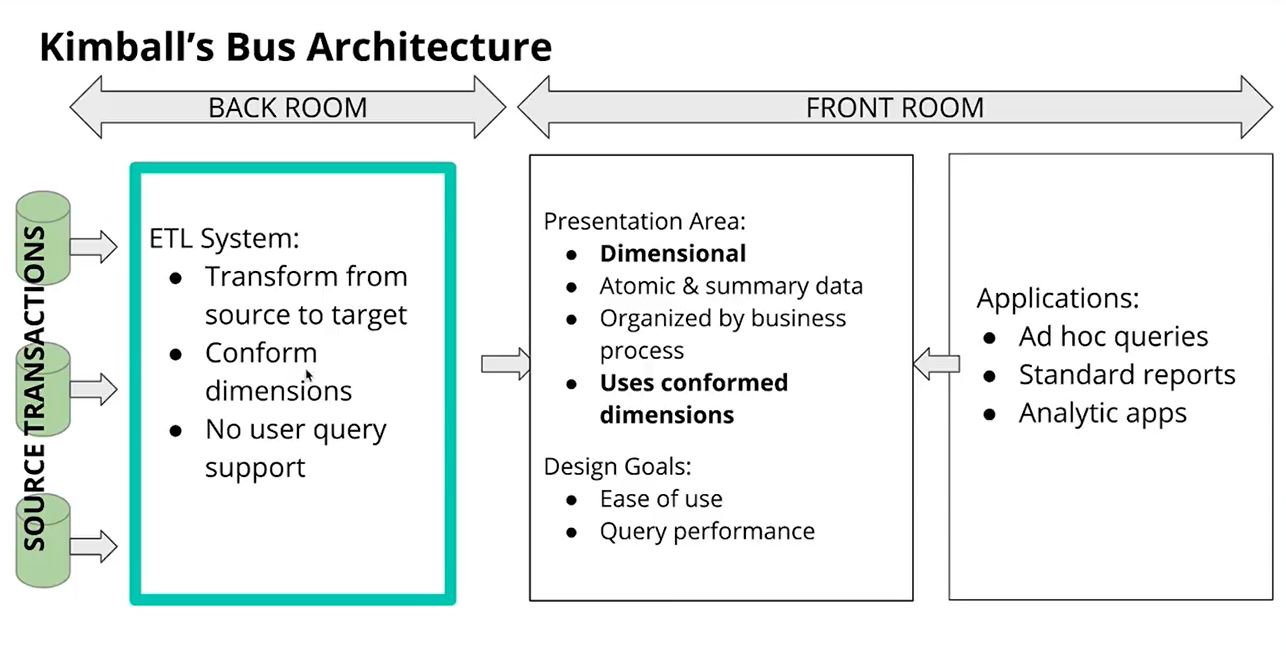 Kimball's Bus Architecture
BACK ROOM
FRONT ROOM
SOURCE TRANSACTIONS
ETL System:
● Transform from
source to target
● Conform
dimensions
● No user query
support
Presentation Area:
● Dimensional
● Atomic & summary data
● Organized by business
process
● Uses conformed
dimensions
Design Goals:
● Ease of use
● Query performance
Applications:
● Ad hoc queries
● Standard reports
● Analytic apps